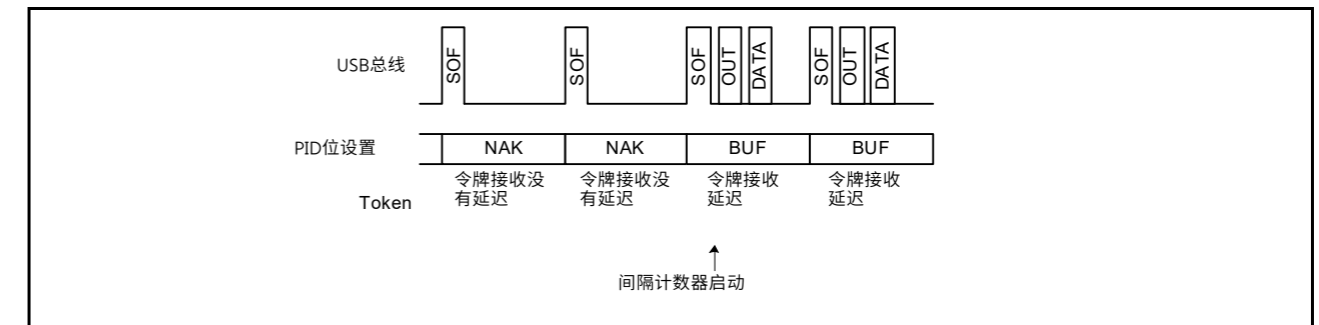 USB总线
SOF
SOF
SOF
OUT
DATA
SOF
OUT
DATA
PID位设置
NAK
NAK
BUF
BUF
Token
令牌接收没
有延迟
令牌接收没
有延迟
令牌接收
延迟
令牌接收
延迟
间隔计数器启动